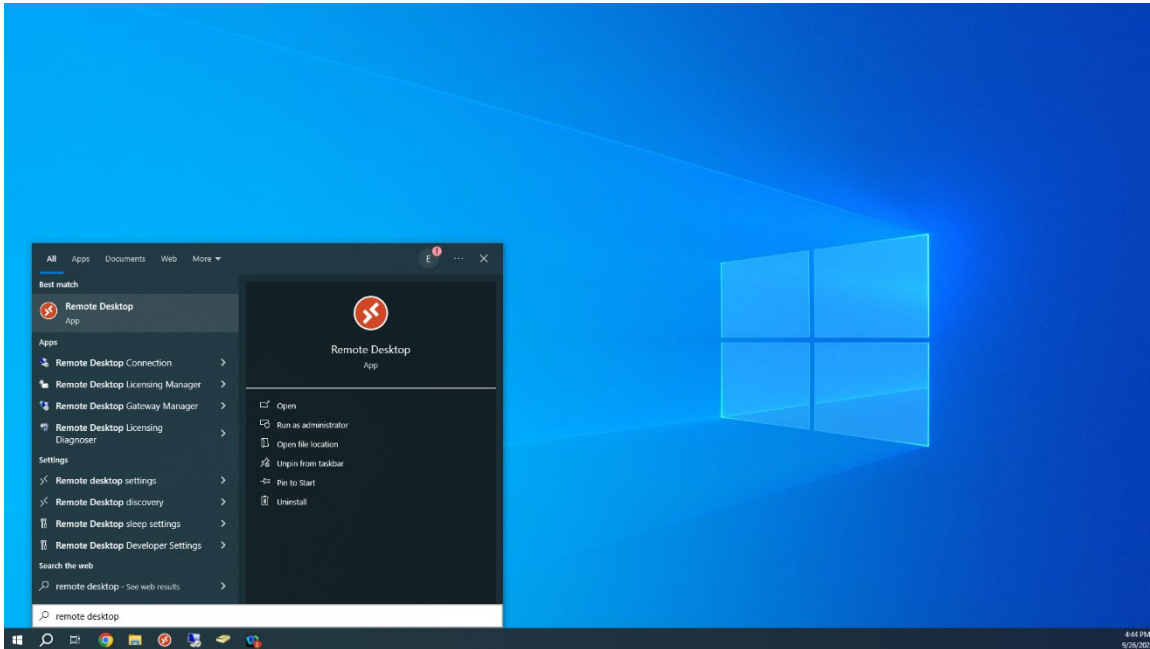 All Apps Documents Web More
E
Best match
Remote Desktop
App
Apps
Remote Desktop Connection
Remote Desktop Licensing Manager
Remote Desktop Gateway Manager
Remote Desktop Licensing
Diagnoser
Settings
Remote desktop settings
Remote Desktop discovery
Remote Desktop sleep settings
Remote Desktop Developer Settings
Search the web
remote desktop - See web results
Remote Desktop
App
Open
Run as administrator
Open file location
Unpin from taskbar
Pin to Start
Uninstall
remote desktop
4:44 PM
9/26/202